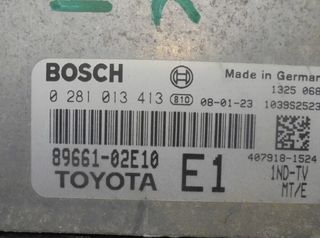 BOSCH
Made in German
1325 068
0 281 013 413 810 08-01-23 1039S2523
89661-02E10
407918-1524
TOYOTA E1
1ND-TV
MT/E